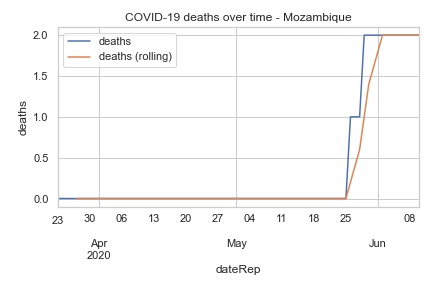 COVID-19 deaths over time - Mozambique
deaths
deaths (rolling)
2.0
1.5
1.0
0.5
0.0
deaths
23 30 06 13 20 27 04 11 18 25 08
Apr May Jun
2020
dateRep